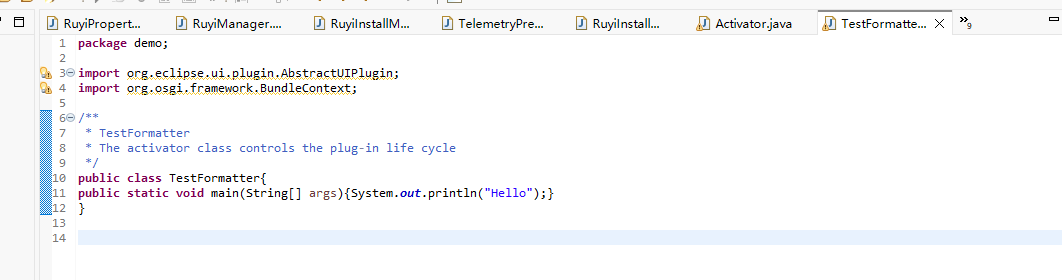 RuyiPropert... RuyiManager.... RuyiInstallM... TelemetryPre... RuyiInstall... Activator.java TestFormatte... »9
1 package demo;
2
3 import org.eclipse.ui.plugin.AbstractUIPlugin;
4 import org.osgi.framework.BundleContext;
5
6 /**
7  * TestFormatter
8  * The activator class controls the plug-in life cycle
9  */
10 public class TestFormatter{
11 public static void main(String[] args){System.out.println("Hello");}
12 }
13
14